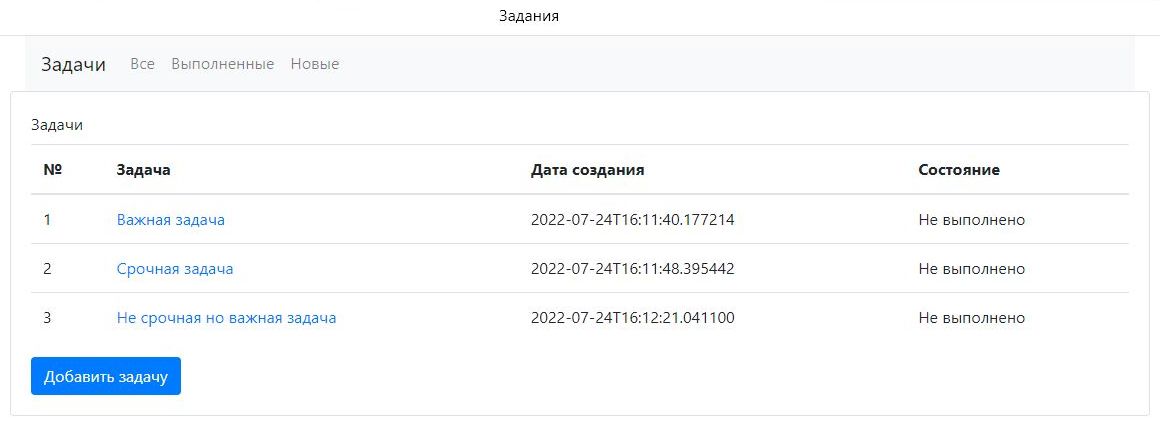 Задания
Задачи Все Выполненные Новые
Задачи
№ Задача Дата создания Состояние
1 Важная задача 2022-07-24T16:11:40.177214 Не выполнено
2 Срочная задача 2022-07-24T16:11:48.395442 Не выполнено
3 Не срочная но важная задача 2022-07-24T16:12:21.041100 Не выполнено
Добавить задачу